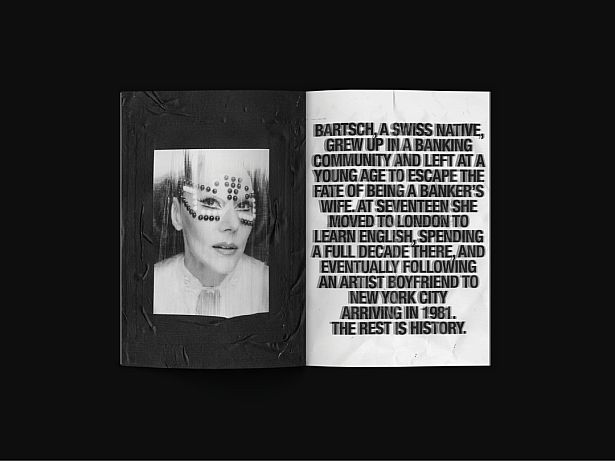 BARTSCH, A SWISS NATIVE,
GREW UP IN A BANKING
COMMUNITY AND LEFT AT A
YOUNG AGE TO ESCAPE THE
FATE OF BEING A BANKER'S
WIFE. AT SEVENTEEN SHE
MOVED TO LONDON TO
LEARN ENGLISH, SPENDING
A FULL DECADE THERE, AND
EVENTUALLY FOLLOWING
AN ARTIST BOYFRIEND TO
NEW YORK CITY
ARRIVING IN 1981.
THE REST IS HISTORY.